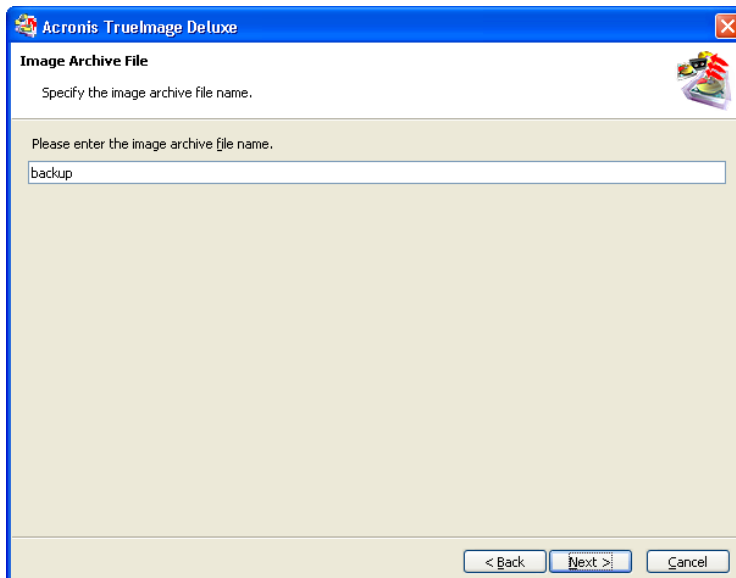 Acronis TrueImage Deluxe
Image Archive File
Specify the image archive file name.
Please enter the image archive file name.
backup
< Back
Next >
Cancel